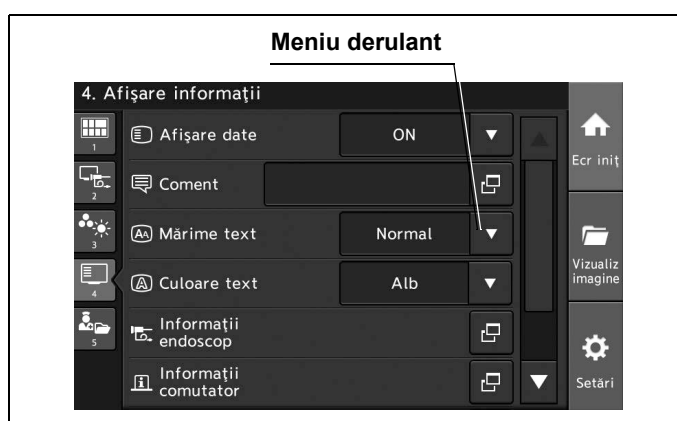 Meniu derulant
4. Afişare informaţii
1
Afişare date
ON
Ecr iniţ
2
Coment
3
Mărime text
Normal
Vizualiz
imagine
4
Culoare text
Alb
5
Informaţii
endoscop
Informaţii
comutator
Setări